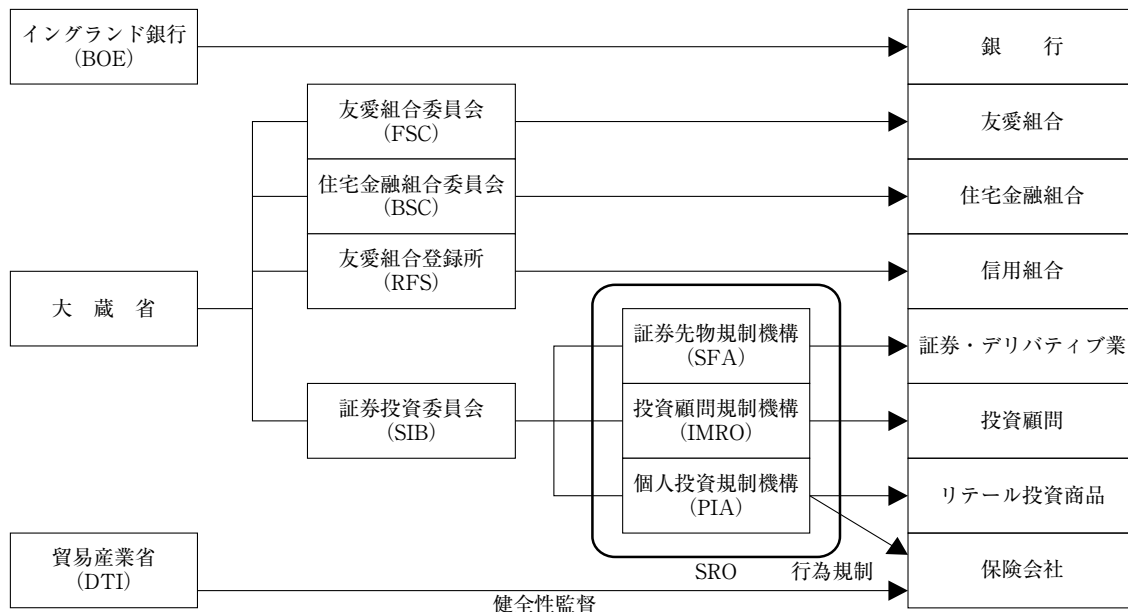 イングランド銀行
(BOE)
銀　　行
友愛組合委員会
(FSC)
友愛組合
住宅金融組合委員会
(BSC)
住宅金融組合
友愛組合登録所
(RFS)
信用組合
大　蔵　省
証券先物規制機構
(SFA)
証券・デリバティブ業
証券投資委員会
(SIB)
投資顧問規制機構
(IMRO)
投資顧問
個人投資規制機構
(PIA)
リテール投資商品
貿易産業省
(DTI)
SRO
行為規制
保険会社
健全性監督